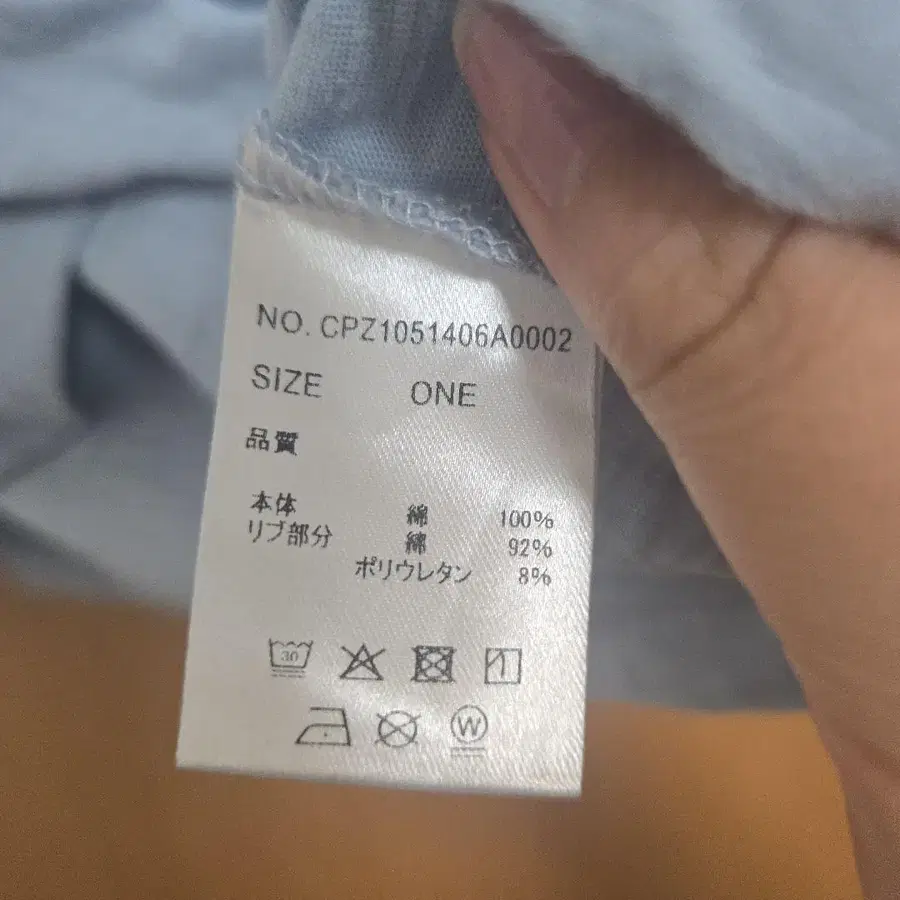 NO. CPZ1051406A0002
SIZE ONE
品質
本体 綿 100%
リブ部分 綿 92%
ポリウレタン 8%
30
W